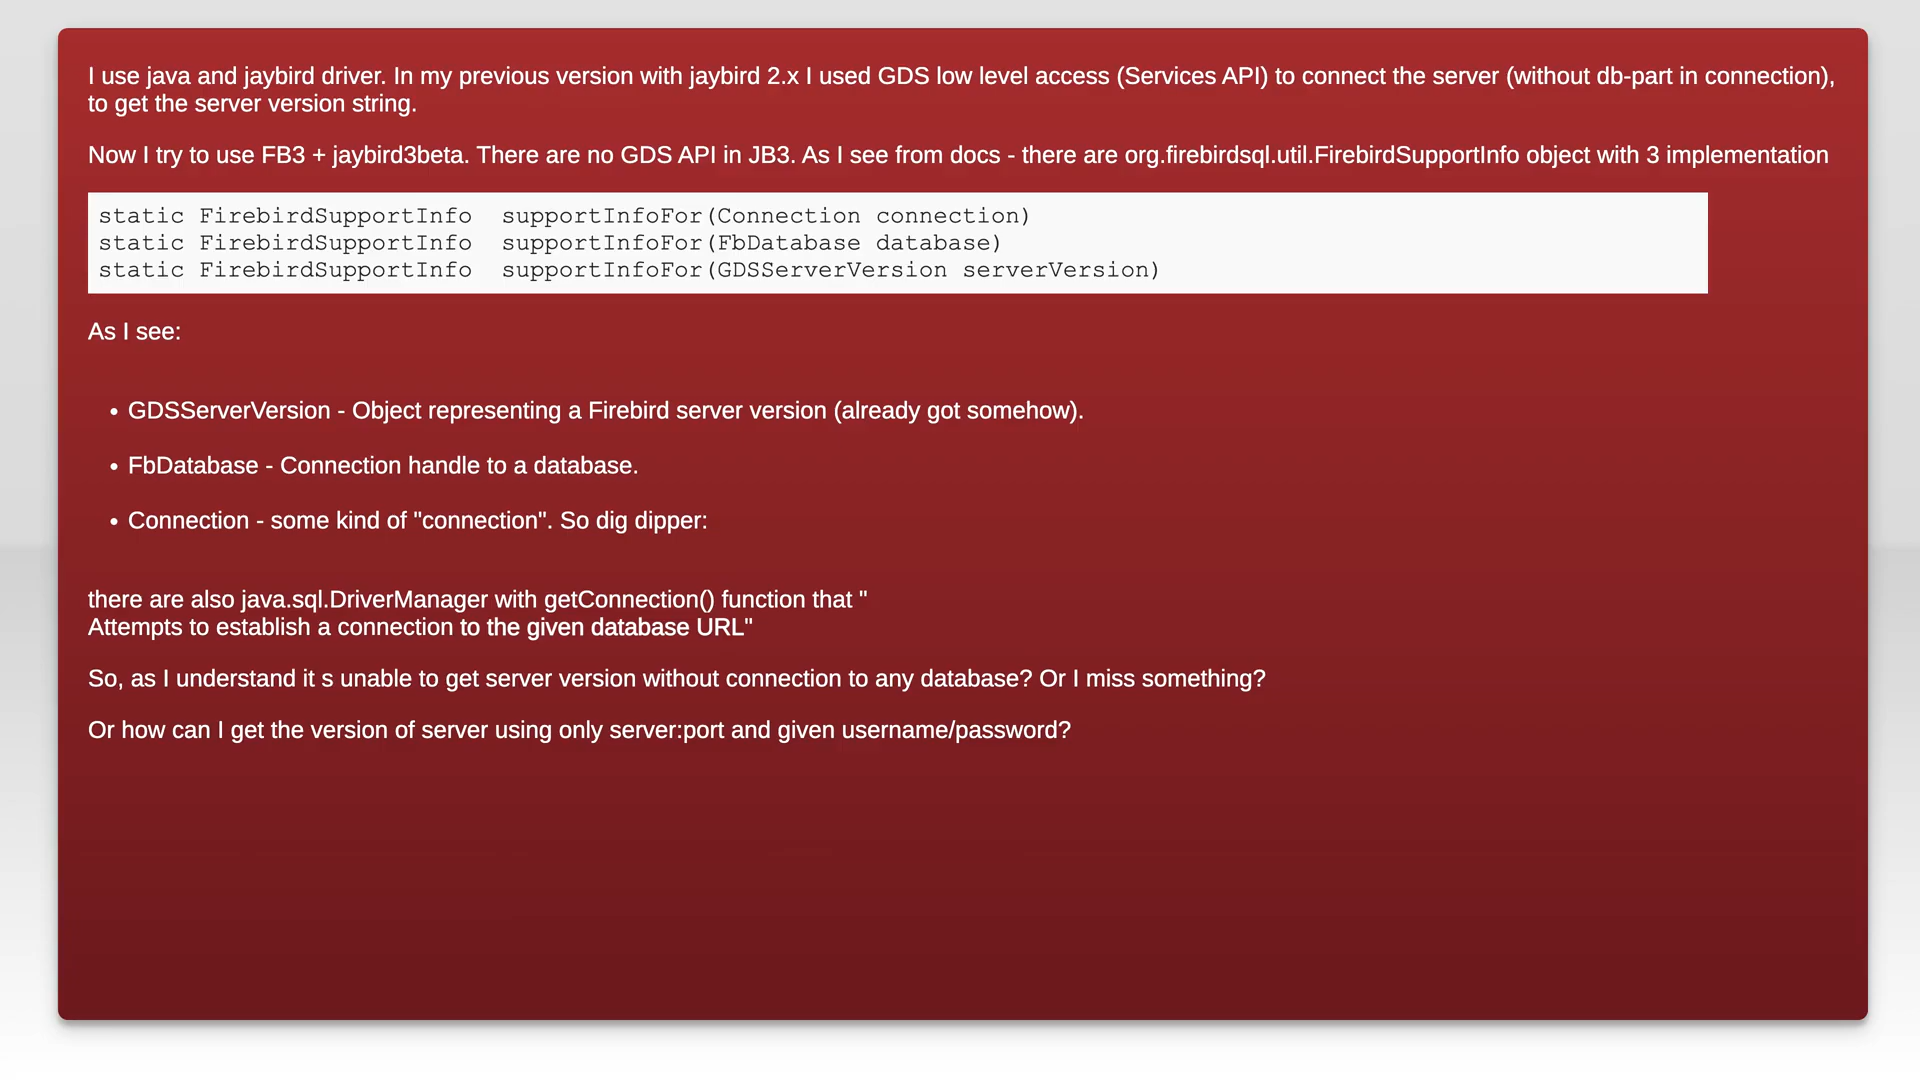 I use java and jaybird driver. In my previous version with jaybird 2.x I used GDS low level access (Services API) to connect the server (without db-part in connection),
to get the server version string.
Now I try to use FB3 + jaybird3beta. There are no GDS API in JB3. As I see from docs - there are org.firebirdsql.util.FirebirdSupportInfo object with 3 implementation
static FirebirdSupportInfo  supportInfoFor(Connection connection)
static FirebirdSupportInfo  supportInfoFor(FbDatabase database)
static FirebirdSupportInfo  supportInfoFor(GDSServerVersion serverVersion)
As I see:
• GDSServerVersion - Object representing a Firebird server version (already got somehow).
• FbDatabase - Connection handle to a database.
• Connection - some kind of "connection". So dig dipper:
there are also java.sql.DriverManager with getConnection() function that "
Attempts to establish a connection to the given database URL"
So, as I understand it s unable to get server version without connection to any database? Or I miss something?
Or how can I get the version of server using only server:port and given username/password?